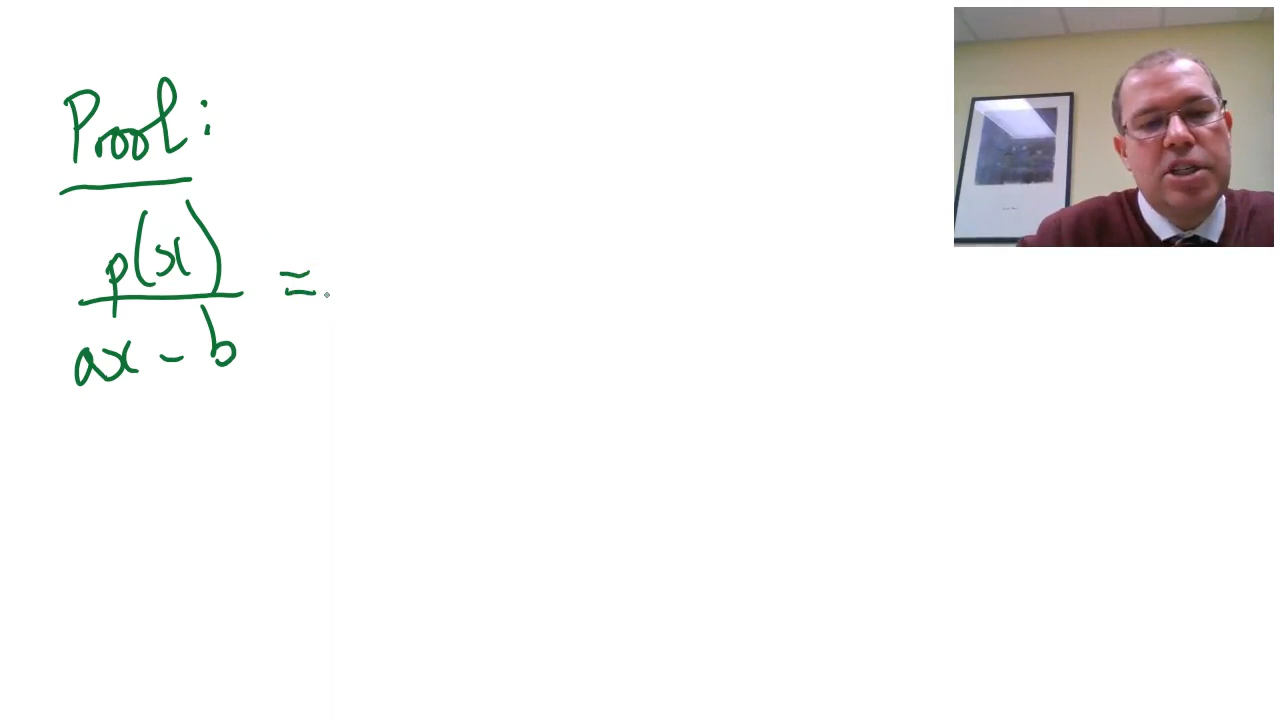 Proof:
p(x)
ax - b
=